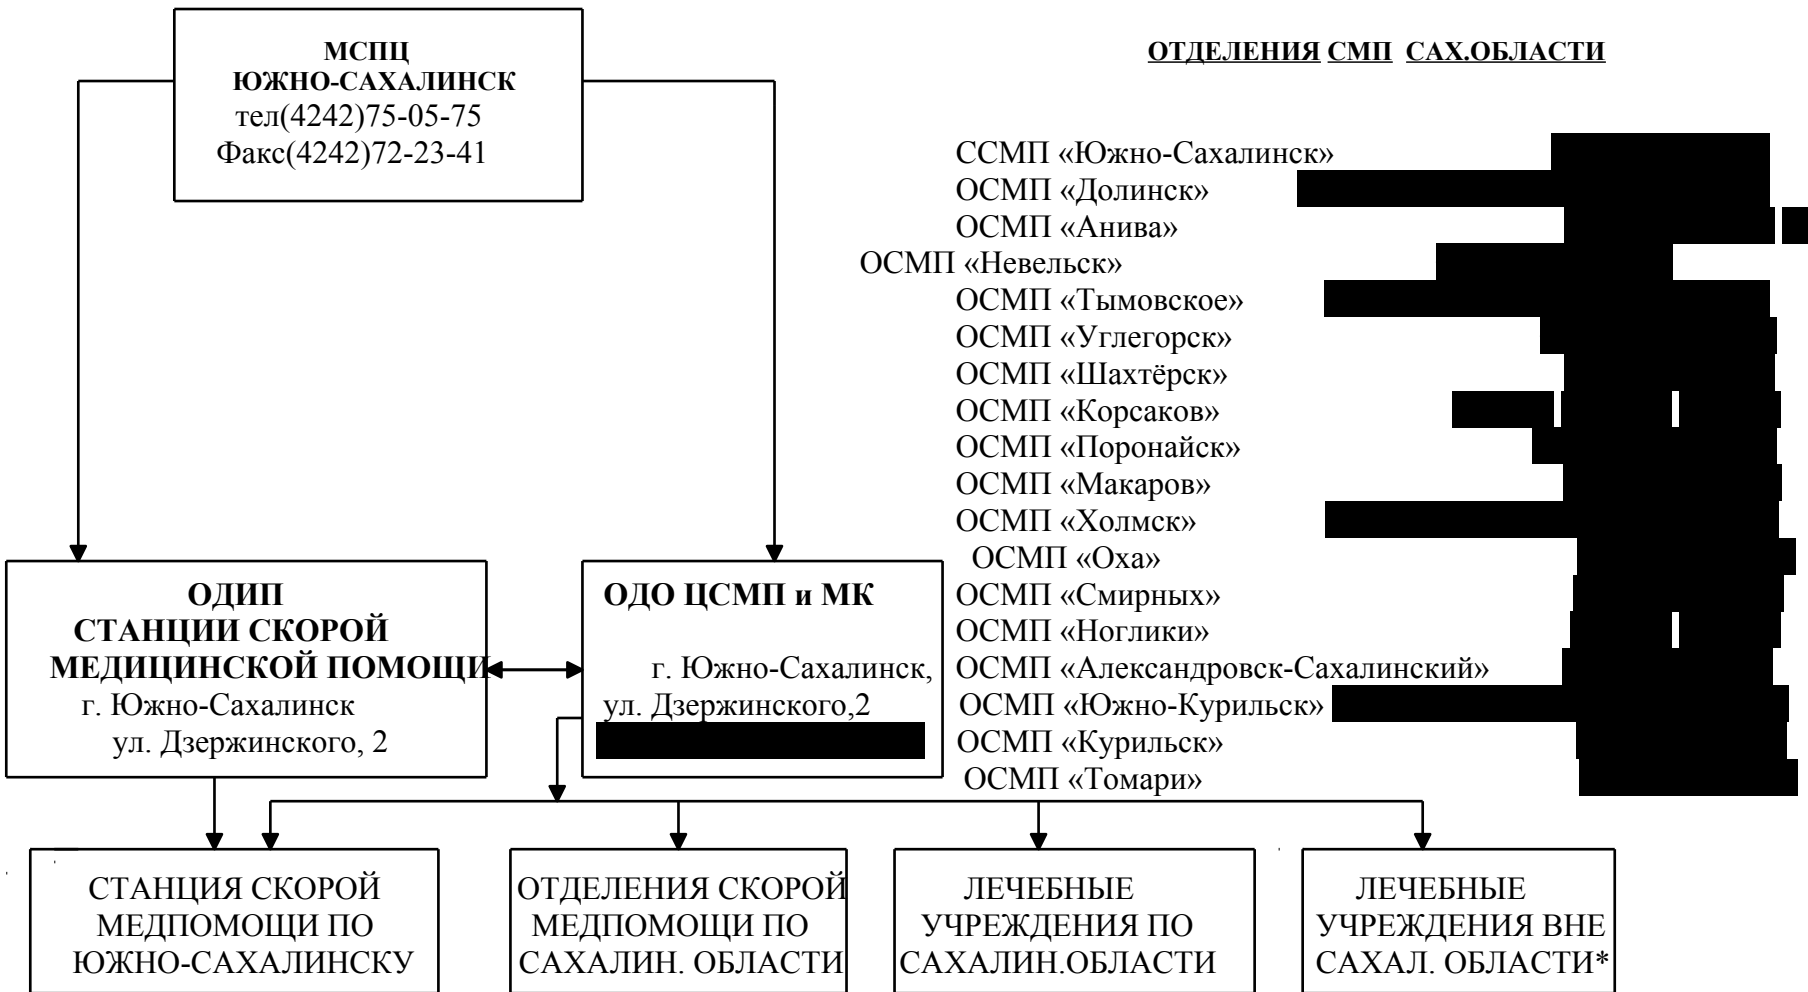 МСПЦ
ЮЖНО-САХАЛИНСК
тел(4242)75-05-75
Факс(4242)72-23-41
ОТДЕЛЕНИЯ СМП САХ.ОБЛАСТИ
ССМП «Южно-Сахалинск»
ОСМП «Долинск»
ОСМП «Анива»
ОСМП «Невельск»
ОСМП «Тымовское»
ОСМП «Углегорск»
ОСМП «Шахтёрск»
ОСМП «Корсаков»
ОСМП «Поронайск»
ОСМП «Макаров»
ОСМП «Холмск»
ОСМП «Оха»
ОСМП «Смирных»
ОСМП «Ноглики»
ОСМП «Александровск-Сахалинский»
ОСМП «Южно-Курильск»
ОСМП «Курильск»
ОСМП «Томари»
ОДИП
СТАНЦИИ СКОРОЙ
МЕДИЦИНСКОЙ ПОМОЩИ
г. Южно-Сахалинск
ул. Дзержинского, 2
ОДО ЦСМП и МК
г. Южно-Сахалинск,
ул. Дзержинского,2
СТАНЦИЯ СКОРОЙ
МЕДПОМОЩИ ПО
ЮЖНО-САХАЛИНСКУ
ОТДЕЛЕНИЯ СКОРОЙ
МЕДПОМОЩИ ПО
САХАЛИН. ОБЛАСТИ
ЛЕЧЕБНЫЕ
УЧРЕЖДЕНИЯ ПО
САХАЛИН.ОБЛАСТИ
ЛЕЧЕБНЫЕ
УЧРЕЖДЕНИЯ ВНЕ
САХАЛ. ОБЛАСТИ*